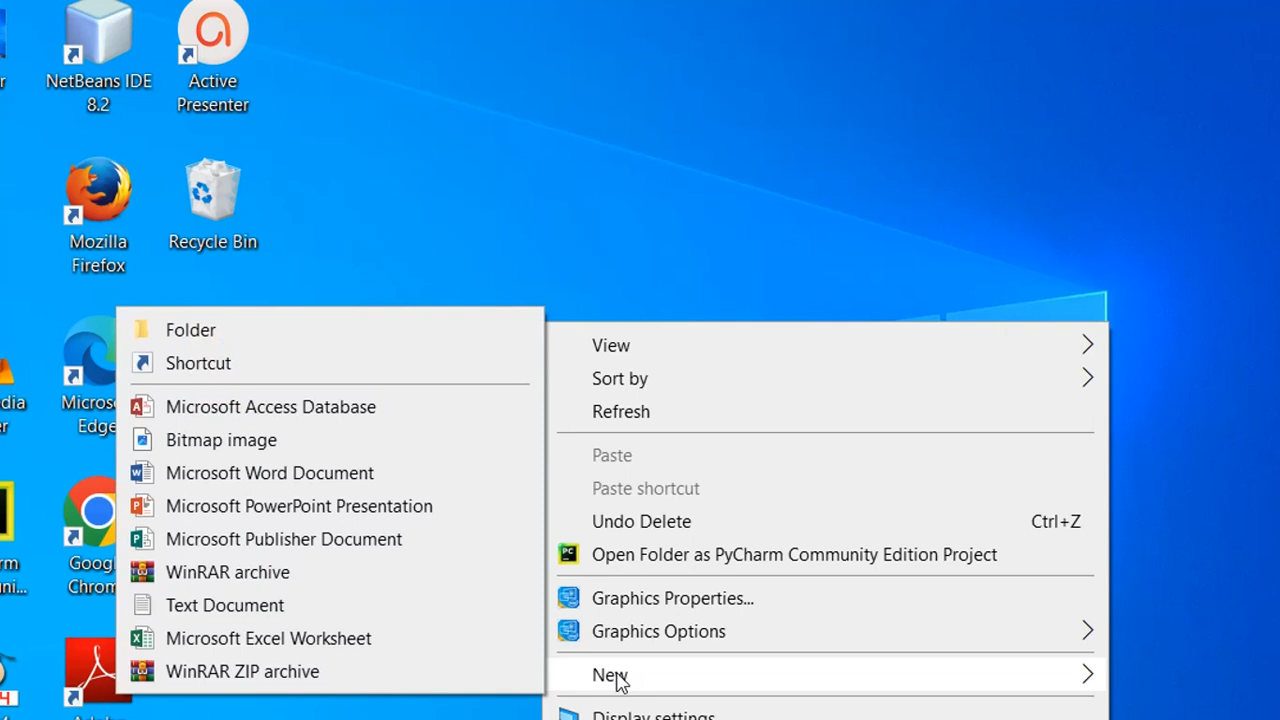 r
NetBeans IDE
8.2
Active
Presenter
Mozilla
Firefox
Recycle Bin
dia
er
Edge
Folder
Shortcut
Microsoft Access Database
Bitmap image
Microsoft Word Document
Microsoft PowerPoint Presentation
Microsoft Publisher Document
WinRAR archive
Text Document
Microsoft Excel Worksheet
WinRAR ZIP archive
View
Sort by
Refresh
Paste
Paste shortcut
Undo Delete Ctrl+Z
Open Folder as PyCharm Community Edition Project
Graphics Properties...
Graphics Options
New
Display settings